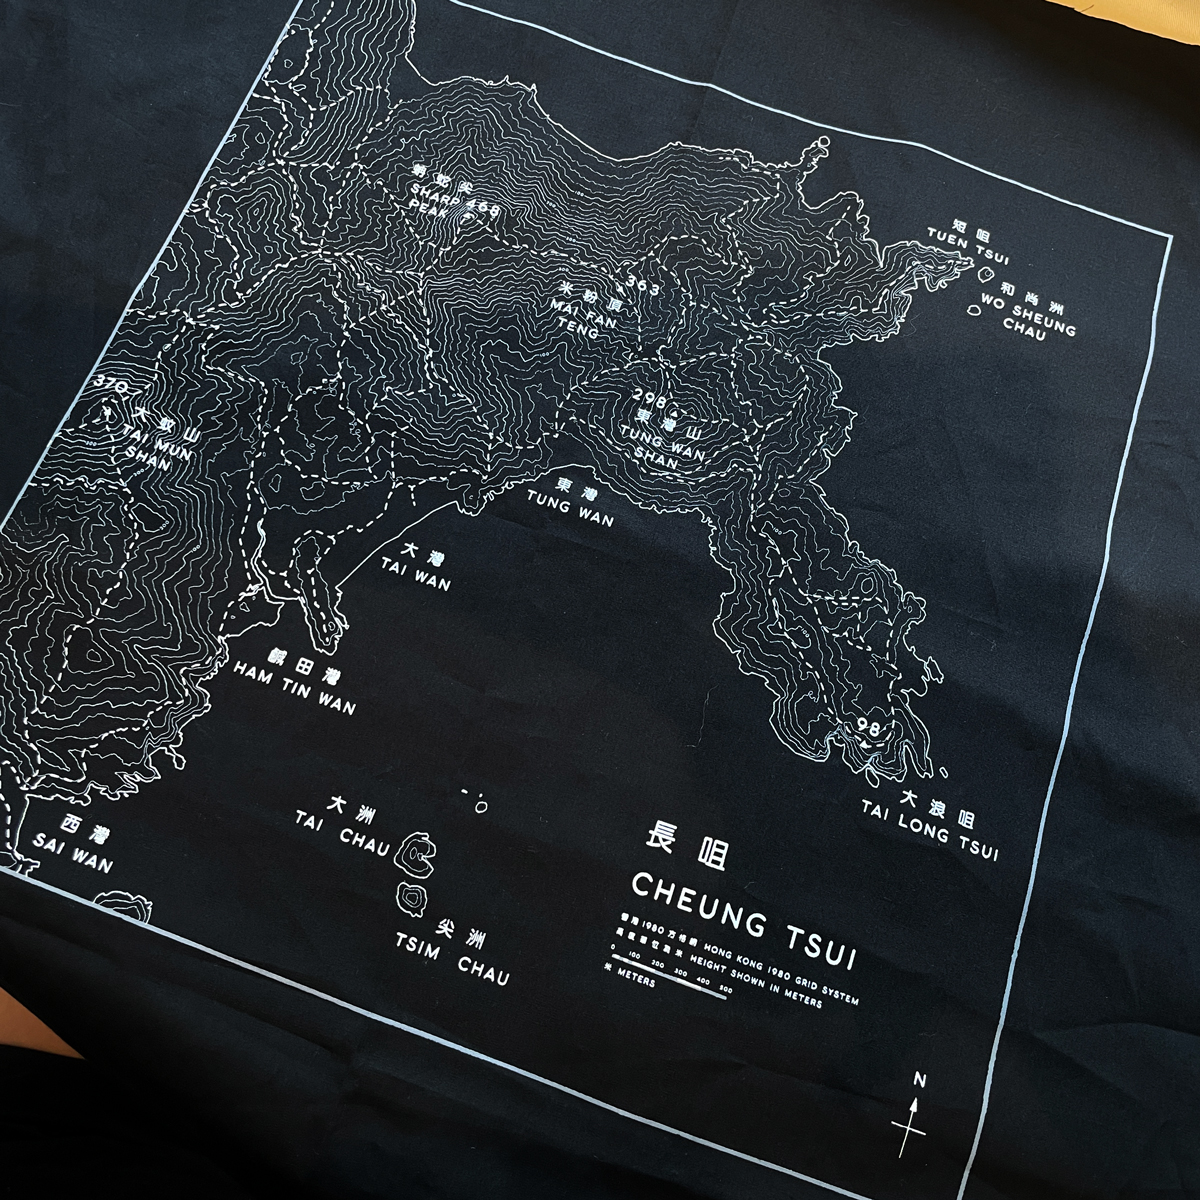 蚺蛇尖
SHARP 468
PEAK
短咀
TUEN TSUI
和尚洲
WO SHEUNG
CHAU
363
米粉頂
MAI FAN
TENG
100
370
大蚊山
TAI MUN
SHAN
300
298
東灣山
TUNG WAN
SHAN
東灣
TUNG WAN
大灣
TAI WAN
鹹田灣
HAM TIN WAN
98
大浪咀
TAI LONG TSUI
西灣
SAI WAN
大洲
TAI CHAU
尖洲
TSIM CHAU
長咀
CHEUNG TSUI
香港1980方格網 HONG KONG 1980 GRID SYSTEM
高度單位為米 HEIGHT SHOWN IN METERS
0 100 200 300 400 500
米 METERS
N